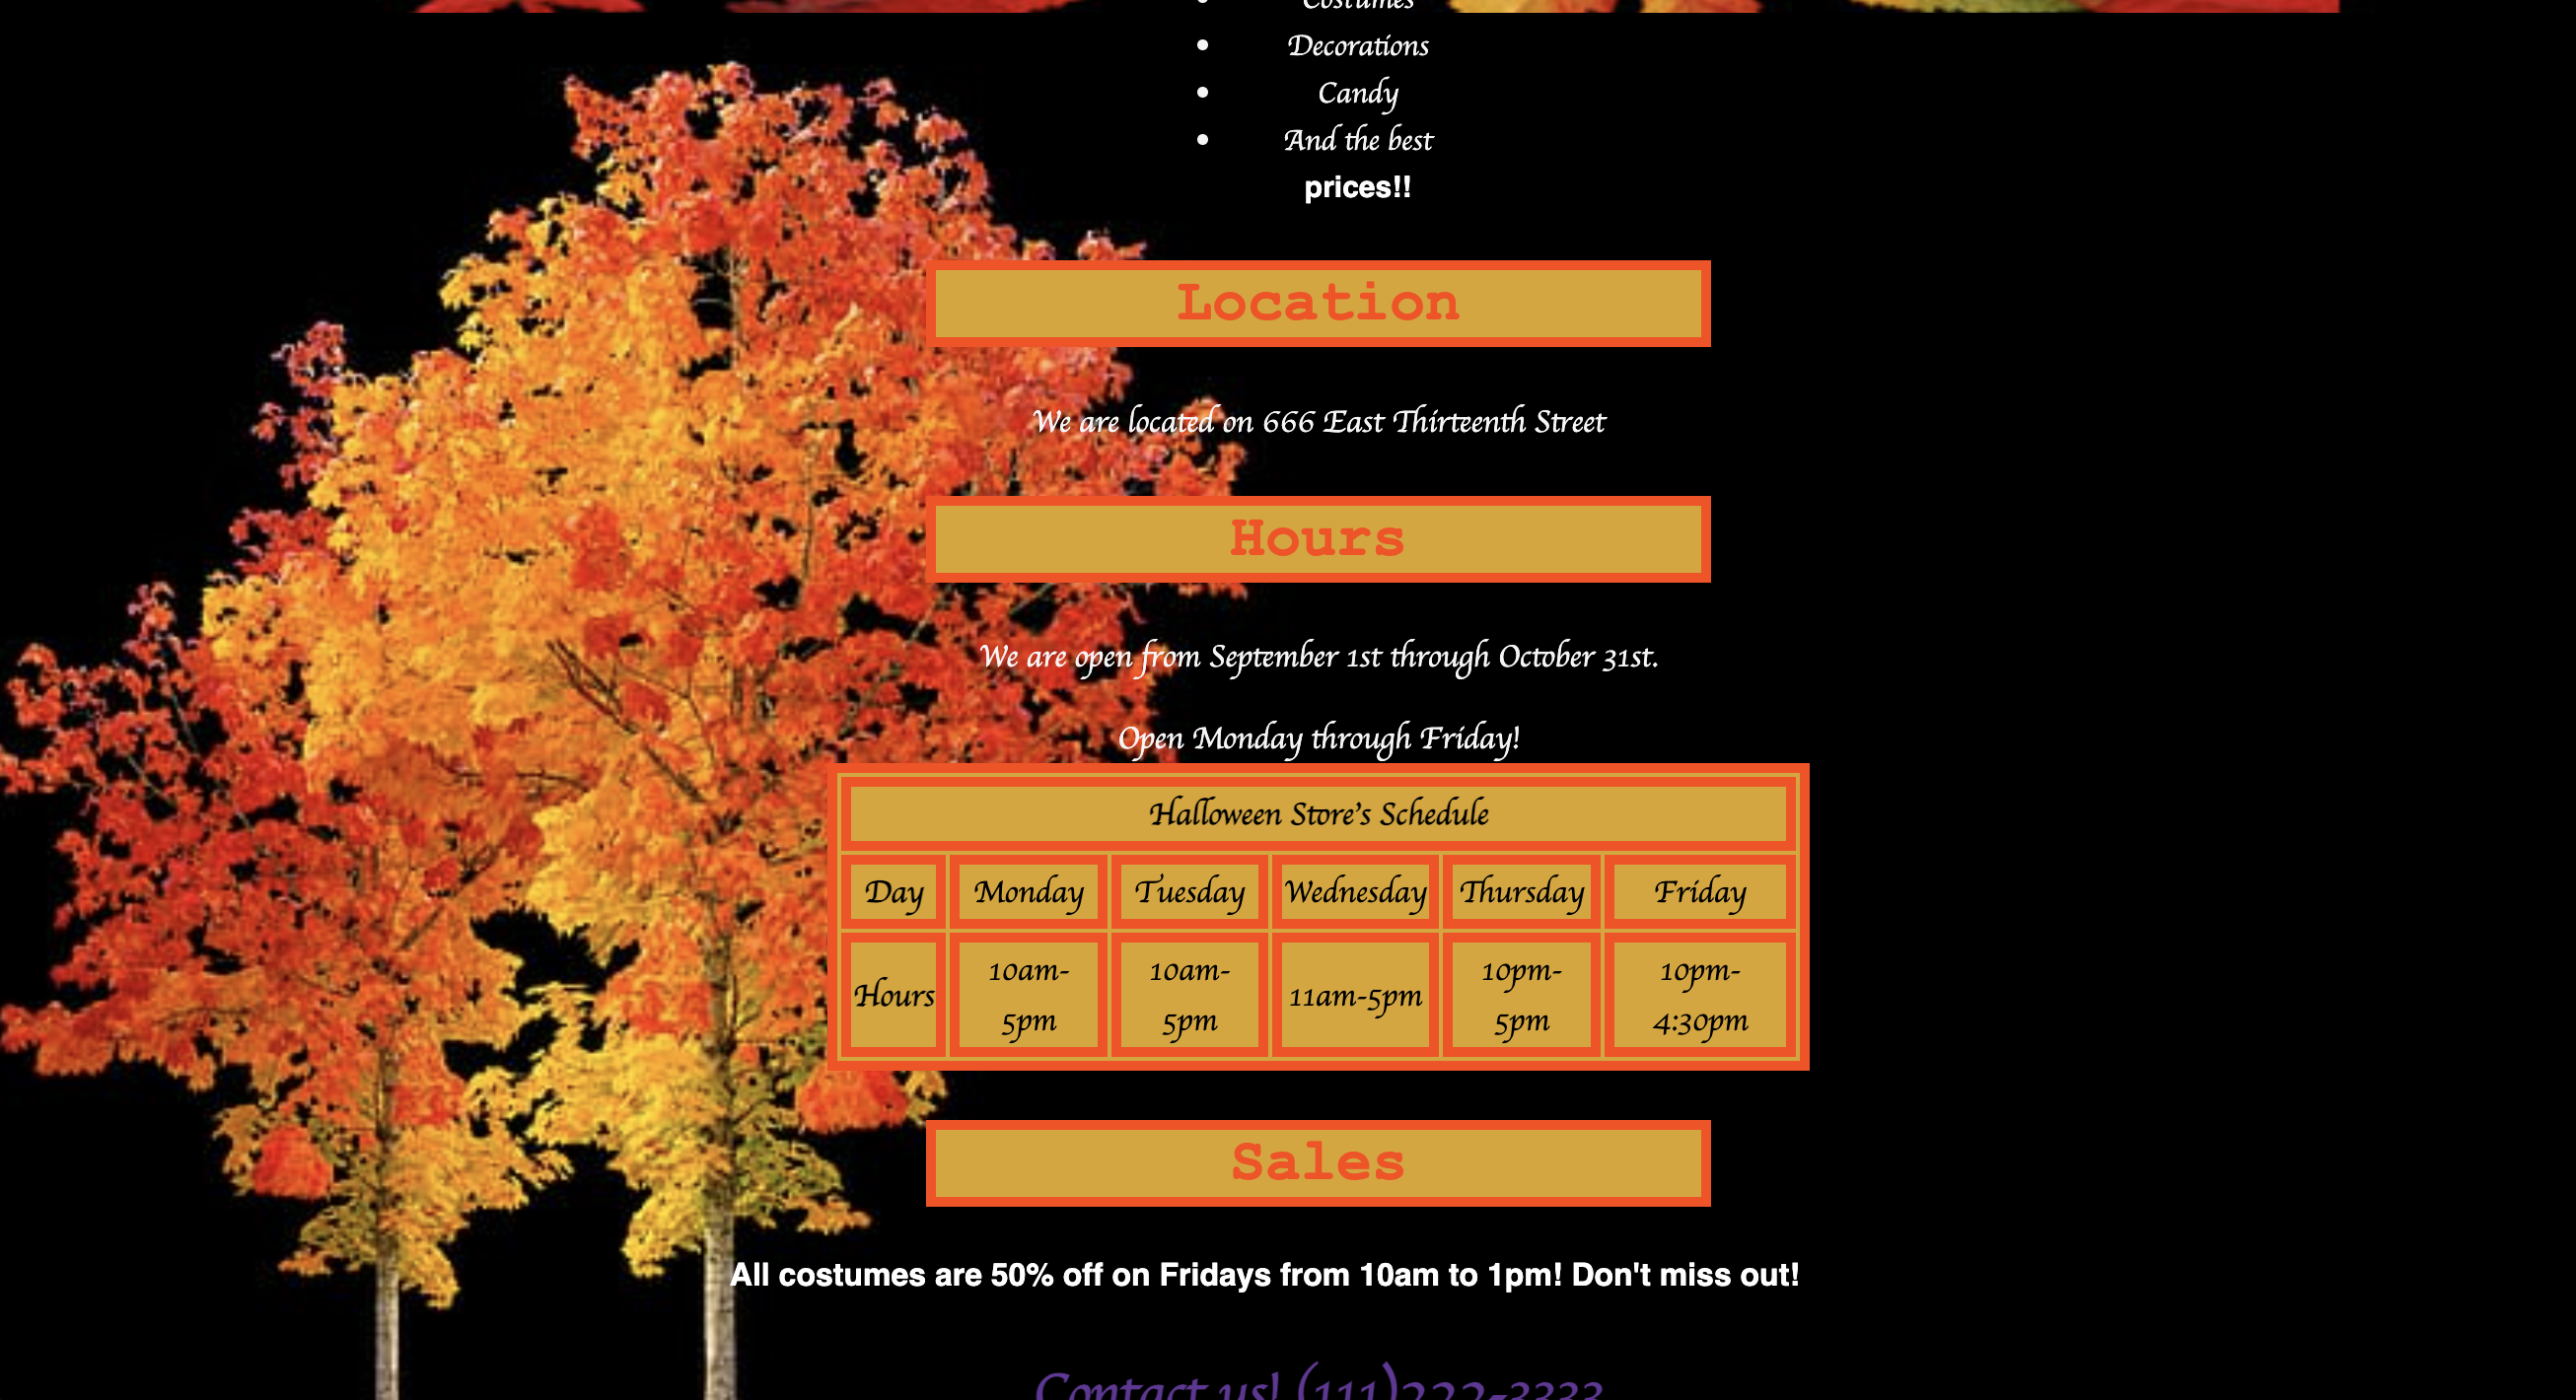 Costumes
Decorations
Candy
And the best
prices!!
Location
We are located on 666 East Thirteenth Street
Hours
We are open from September 1st through October 31st.
Open Monday through Friday!
Halloween Store's Schedule
Day Monday Tuesday Wednesday Thursday Friday
Hours 10am- 10am- 11am-5pm 10pm- 10pm-
5pm 5pm 5pm 4:30pm
Sales
All costumes are 50% off on Fridays from 10am to 1pm! Don't miss out!
Contact us! (111)222-3333